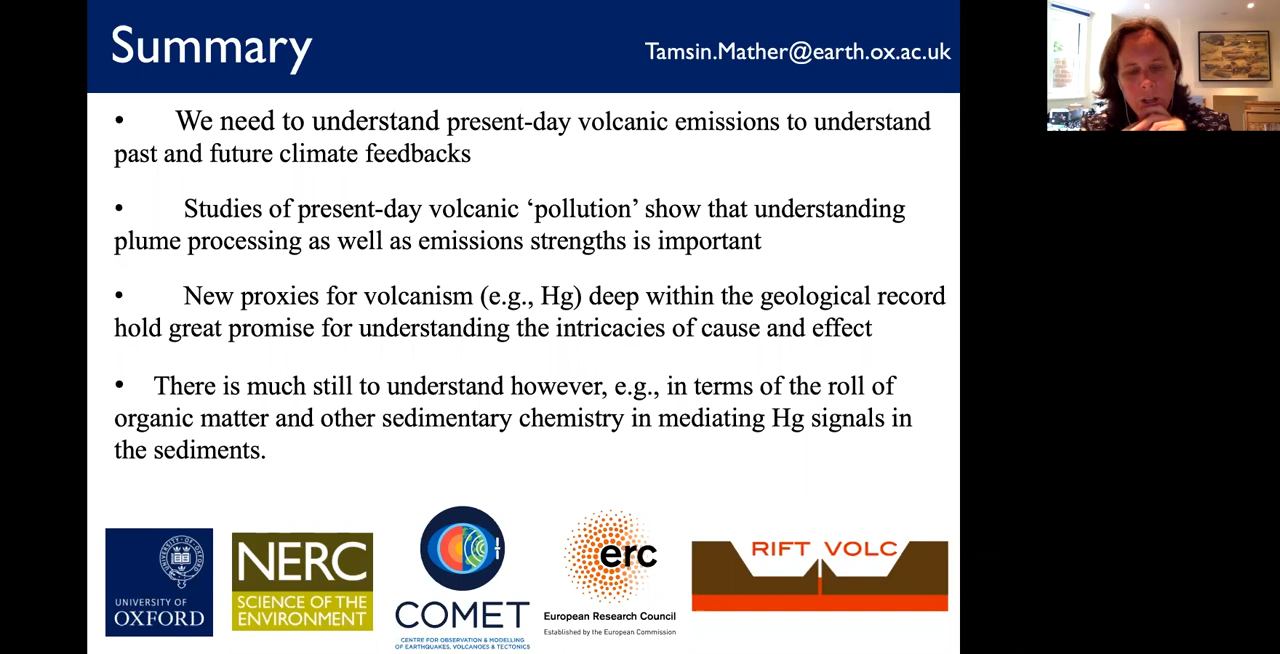 Summary
Tamsin.Mather@earth.ox.ac.uk
• We need to understand present-day volcanic emissions to understand
past and future climate feedbacks
• Studies of present-day volcanic ‘pollution’ show that understanding
plume processing as well as emissions strengths is important
• New proxies for volcanism (e.g., Hg) deep within the geological record
hold great promise for understanding the intricacies of cause and effect
• There is much still to understand however, e.g., in terms of the roll of
organic matter and other sedimentary chemistry in mediating Hg signals in
the sediments.
UNIVERSITY OF
OXFORD
NERC
SCIENCE OF THE
ENVIRONMENT
COMET
CENTRE FOR OBSERVATION & MODELLING
OF EARTHQUAKES, VOLCANOES & TECTONICS
erc
European Research Council
Established by the European Commission
RIFT VOLC